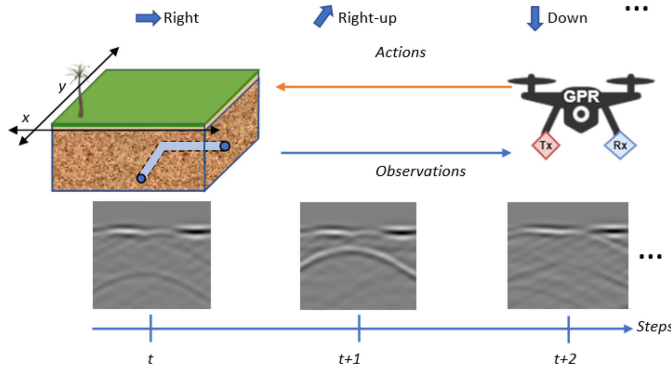 Right
Right-up
Down
...
Actions
y
x
GPR
Tx
Rx
Observations
...
Steps
t
t+1
t+2